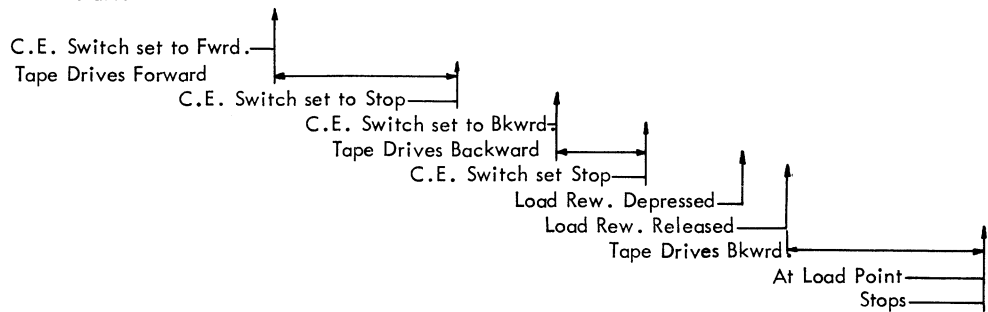 C.E. Switch set to Fwrd.
Tape Drives Forward
C.E. Switch set to Stop
C.E. Switch set to Bkwrd.
Tape Drives Backward
C.E. Switch set Stop
Load Rew. Depressed
Load Rew. Released
Tape Drives Bkwrd.
At Load Point
Stops